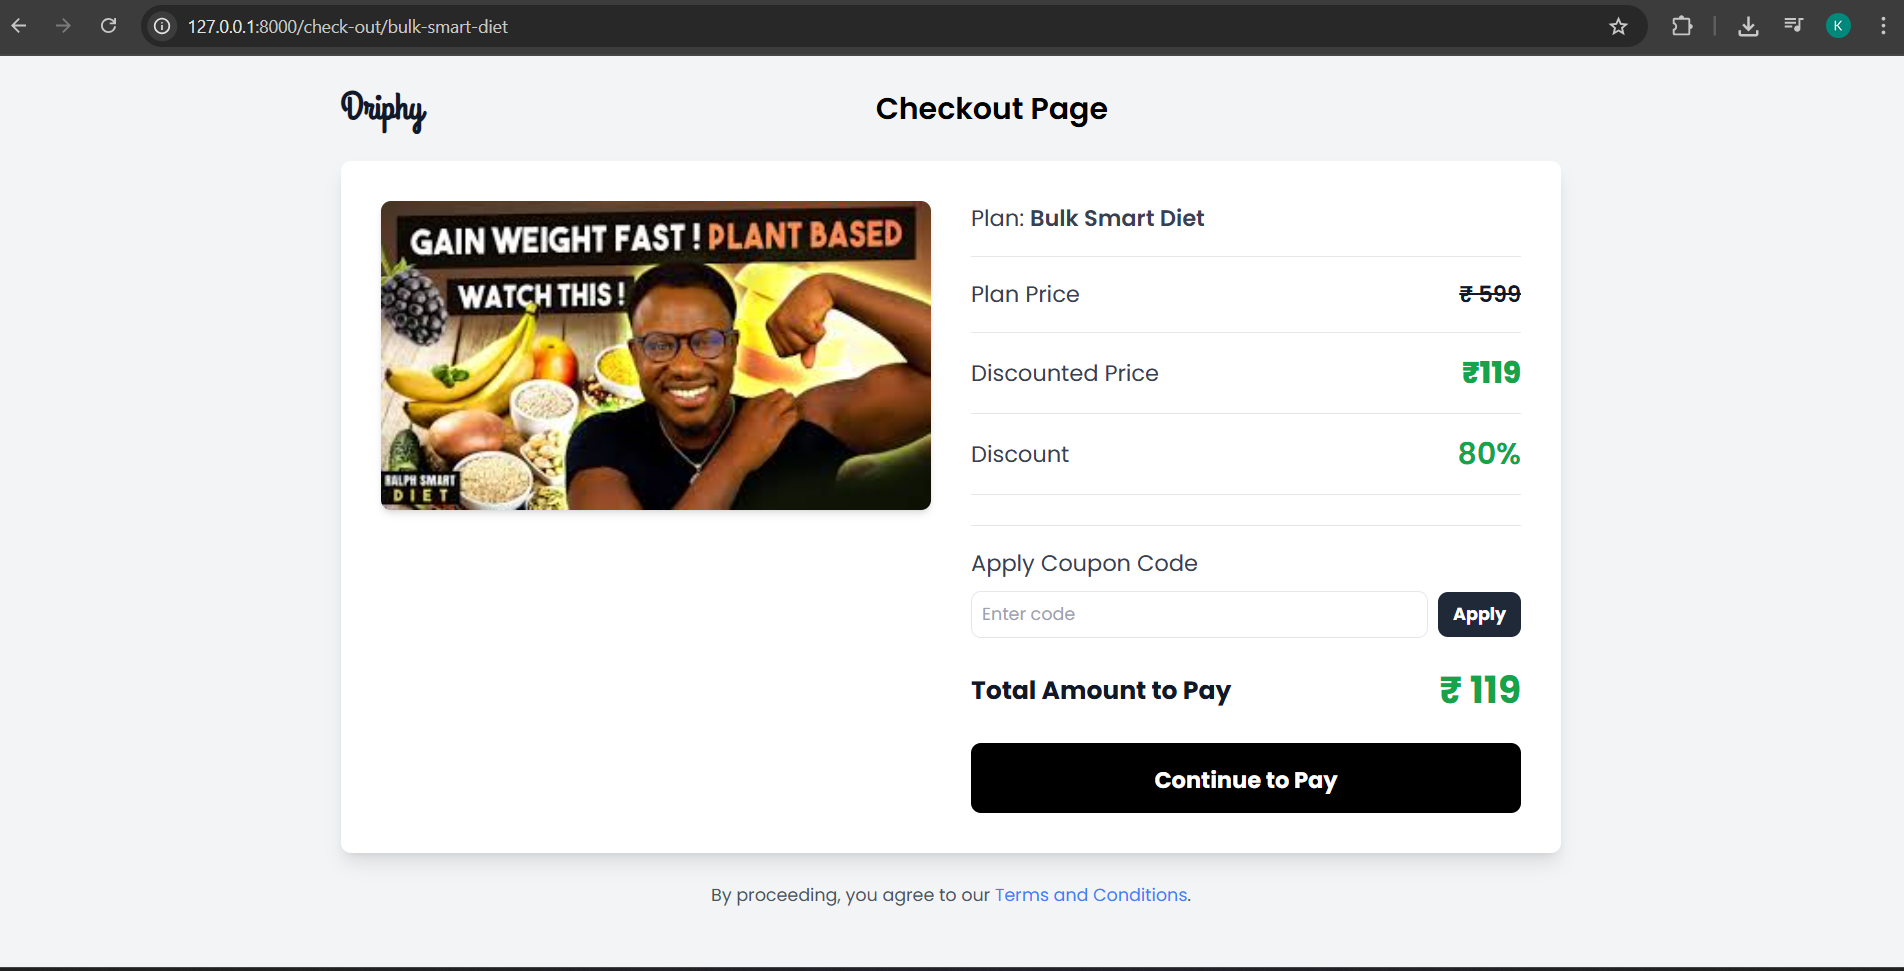 127.0.0.1:8000/check-out/bulk-smart-diet
K
Driphy
Checkout Page
GAIN WEIGHT FAST ! PLANT BASED
WATCH THIS !
RALPH SMART
DIET
Plan: Bulk Smart Diet
Plan Price
₹ 599
Discounted Price
₹119
Discount
80%
Apply Coupon Code
Enter code
Apply
Total Amount to Pay
₹ 119
Continue to Pay
By proceeding, you agree to our Terms and Conditions.